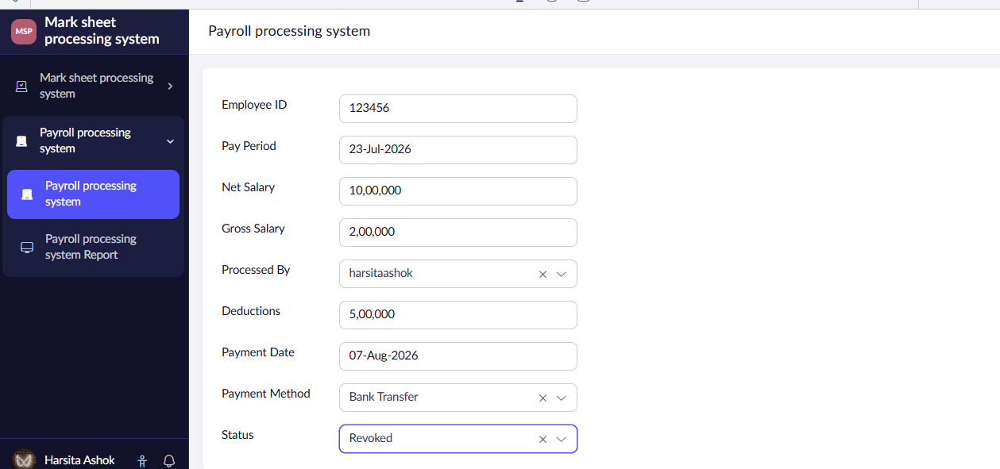 MSP
Mark sheet
processing system
Payroll processing system
Mark sheet processing
system
Payroll processing
system
Payroll processing
system
Payroll processing
system Report
Harsita Ashok
Employee ID
123456
Pay Period
23-Jul-2026
Net Salary
10,00,000
Gross Salary
2,00,000
Processed By
harsitaashok
Deductions
5,00,000
Payment Date
07-Aug-2026
Payment Method
Bank Transfer
Status
Revoked